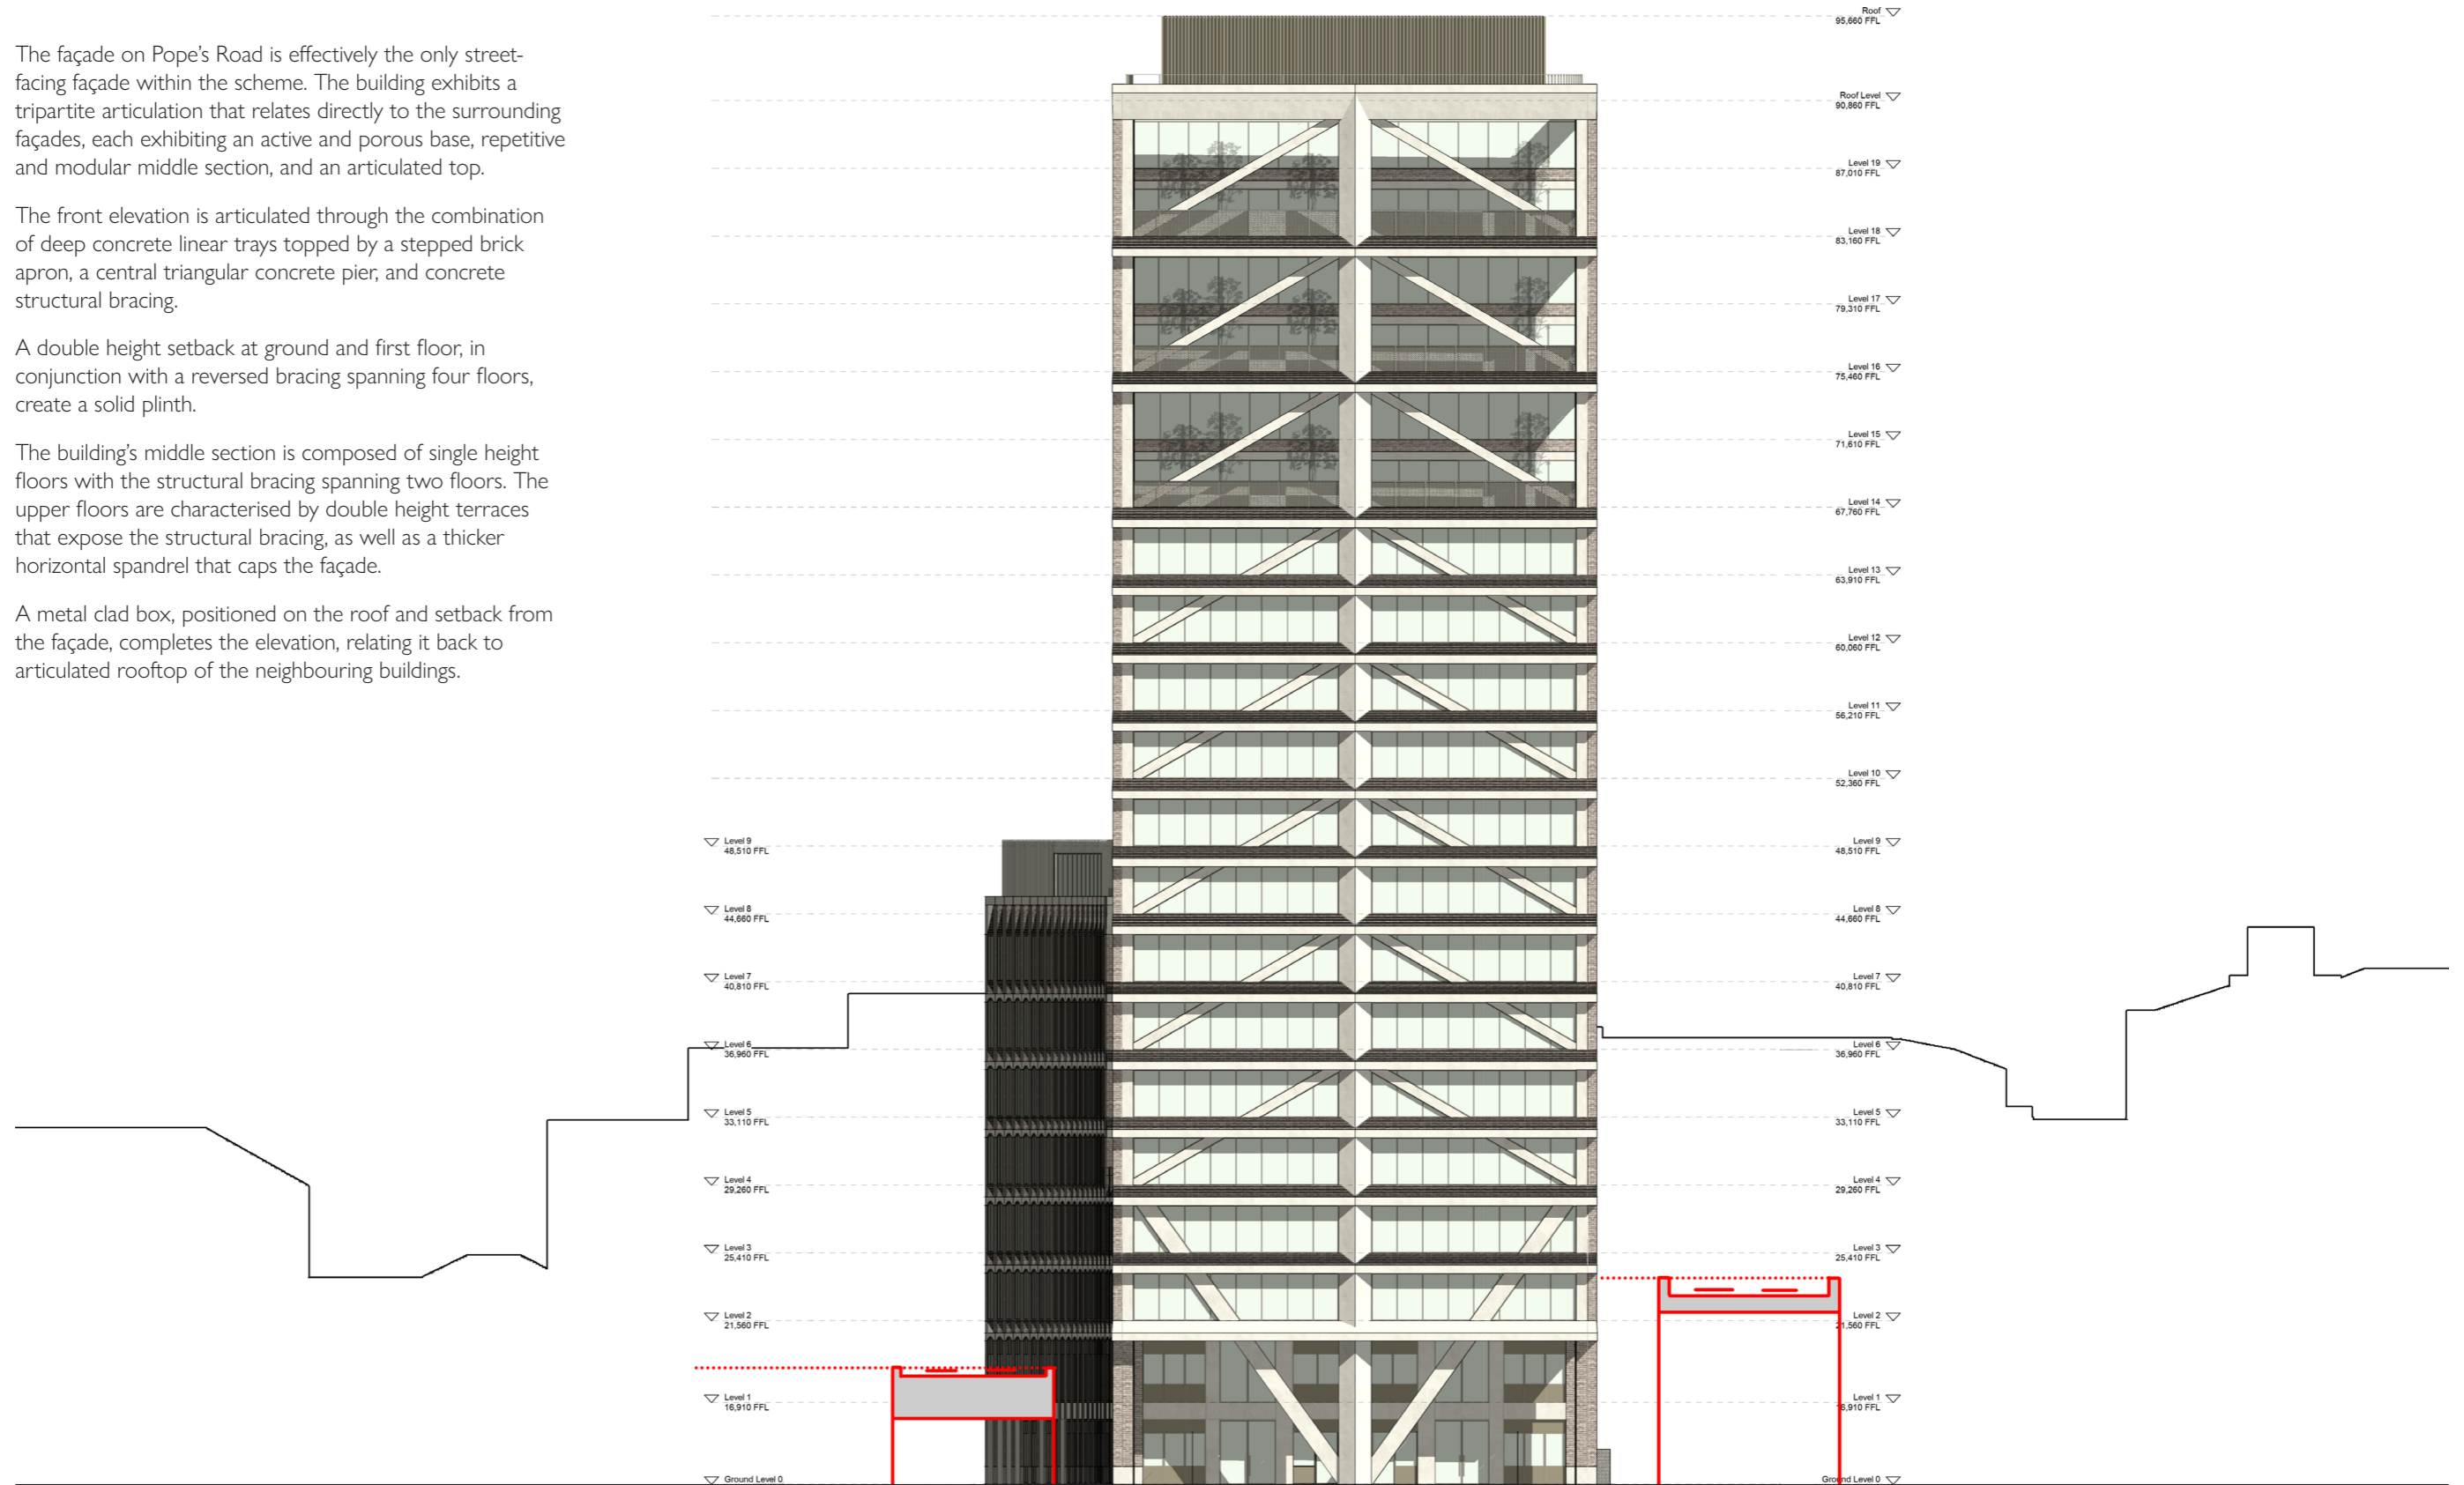 The façade on Pope's Road is effectively the only street-
facing façade within the scheme. The building exhibits a
tripartite articulation that relates directly to the surrounding
façades, each exhibiting an active and porous base, repetitive
and modular middle section, and an articulated top.
The front elevation is articulated through the combination
of deep concrete linear trays topped by a stepped brick
apron, a central triangular concrete pier, and concrete
structural bracing.
A double height setback at ground and first floor, in
conjunction with a reversed bracing spanning four floors,
create a solid plinth.
The building's middle section is composed of single height
floors with the structural bracing spanning two floors. The
upper floors are characterised by double height terraces
that expose the structural bracing, as well as a thicker
horizontal spandrel that caps the façade.
A metal clad box, positioned on the roof and setback from
the façade, completes the elevation, relating it back to
articulated rooftop of the neighbouring buildings.
Level 9
48,510 FFL
Level 8
44,660 FFL
Level 7
40,810 FFL
Level 6
36,960 FFL
Level 5
33,110 FFL
Level 4
29,260 FFL
Level 3
25,410 FFL
Level 2
21,560 FFL
Level 1
16,910 FFL
Ground Level 0
Roof
95,660 FFL
Roof Level
90,860 FFL
Level 19
87,010 FFL
Level 18
83,160 FFL
Level 17
79,310 FFL
Level 16
75,460 FFL
Level 15
71,610 FFL
Level 14
67,760 FFL
Level 13
63,910 FFL
Level 12
60,060 FFL
Level 11
56,210 FFL
Level 10
52,360 FFL
Level 9
48,510 FFL
Level 8
44,660 FFL
Level 7
40,810 FFL
Level 6
36,960 FFL
Level 5
33,110 FFL
Level 4
29,260 FFL
Level 3
25,410 FFL
Level 2
21,560 FFL
Level 1
16,910 FFL
Ground Level 0